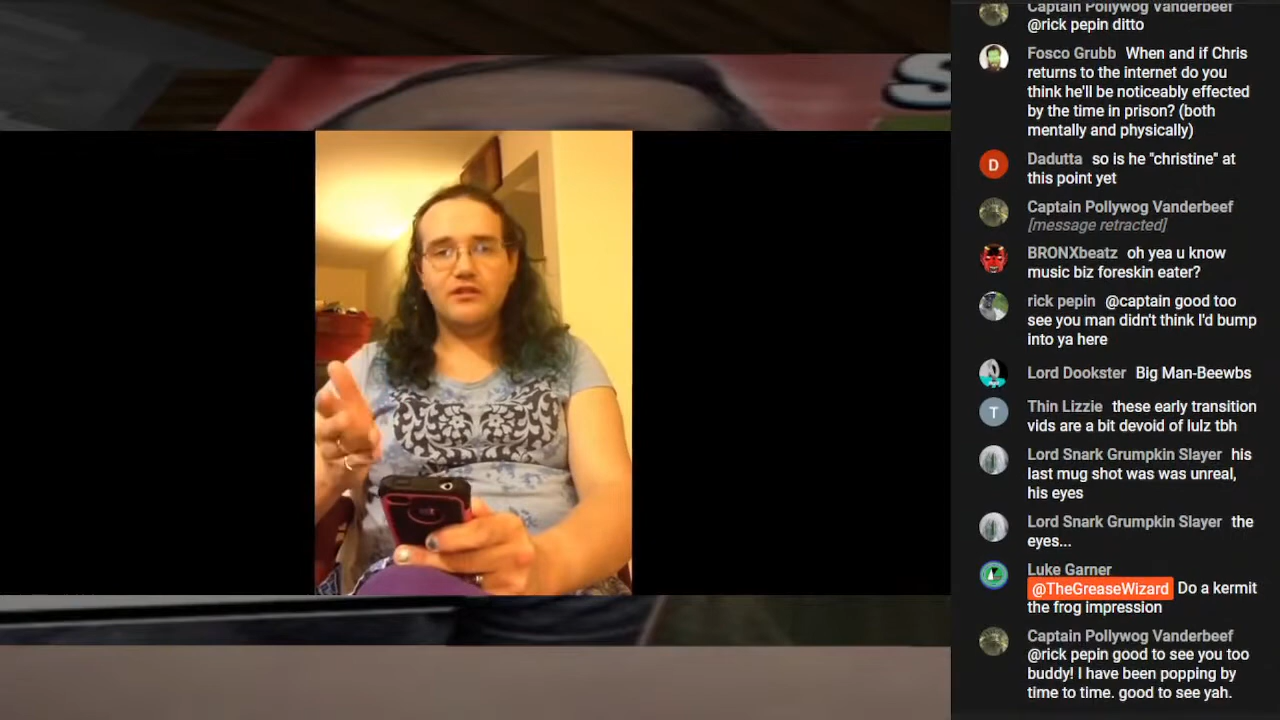 Captain Pollywog Vanderbeef
@rick pepin ditto
Fosco Grubb When and if Chris
returns to the internet do you
think he'll be noticeably effected
by the time in prison? (both
mentally and physically)
D
Dadutta so is he "christine" at
this point yet
Captain Pollywog Vanderbeef
[message retracted]
BRONXbeatz oh yea u know
music biz foreskin eater?
rick pepin @captain good too
see you man didn't think I'd bump
into ya here
Lord Dookster Big Man-Beewbs
T
Thin Lizzie these early transition
vids are a bit devoid of lulz tbh
Lord Snark Grumpkin Slayer his
last mug shot was was unreal,
his eyes
Lord Snark Grumpkin Slayer the
eyes...
Luke Garner
@TheGreaseWizard Do a kermit
the frog impression
Captain Pollywog Vanderbeef
@rick pepin good to see you too
buddy! I have been popping by
time to time. good to see yah.